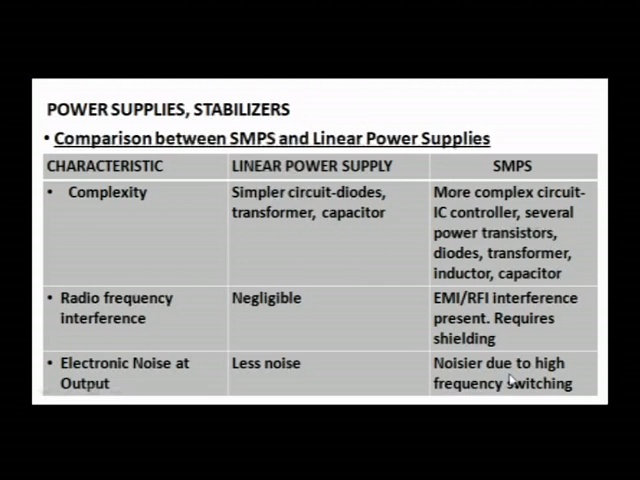 POWER SUPPLIES, STABILIZERS
• Comparison between SMPS and Linear Power Supplies
CHARACTERISTIC LINEAR POWER SUPPLY SMPS
• Complexity
Simpler circuit-diodes,
transformer, capacitor
More complex circuit-
IC controller, several
power transistors,
diodes, transformer,
inductor, capacitor
• Radio frequency
interference
Negligible
EMI/RFI interference
present. Requires
shielding
• Electronic Noise at
Output
Less noise
Noisier due to high
frequency switching